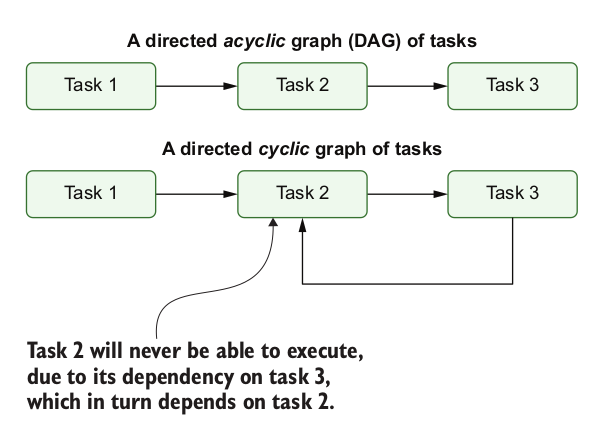 A directed acyclic graph (DAG) of tasks
Task 1
Task 2
Task 3
A directed cyclic graph of tasks
Task 1
Task 2
Task 3
Task 2 will never be able to execute,
due to its dependency on task 3,
which in turn depends on task 2.